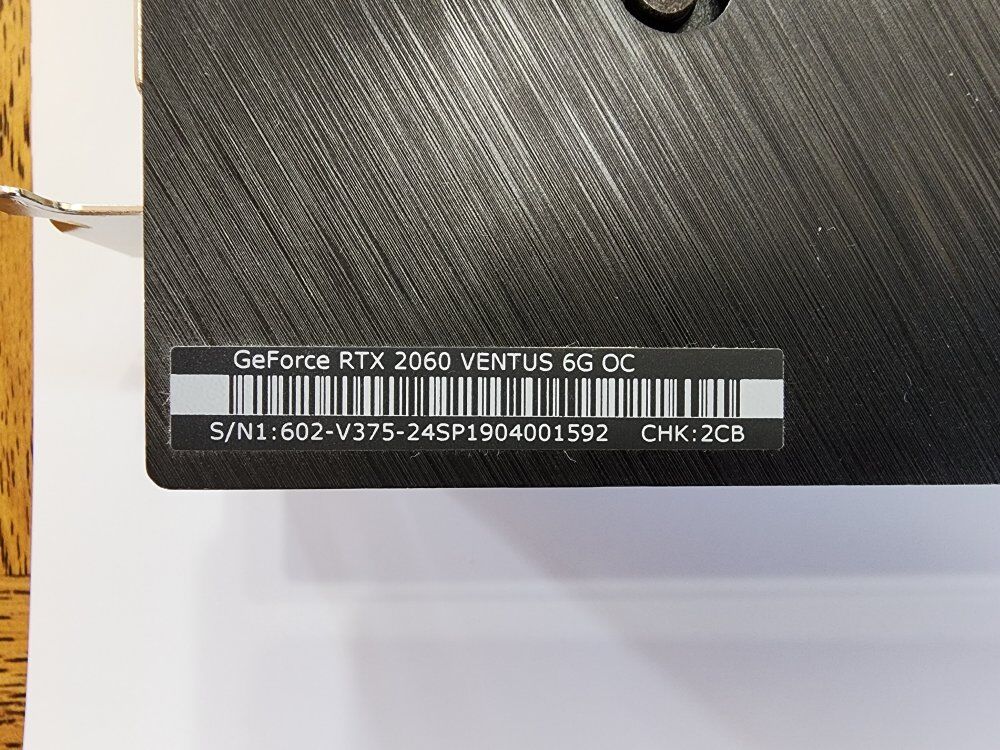 GeForce RTX 2060 VENTUS 6G OC
S/N1:602-V375-24SP1904001592 CHK:2CB